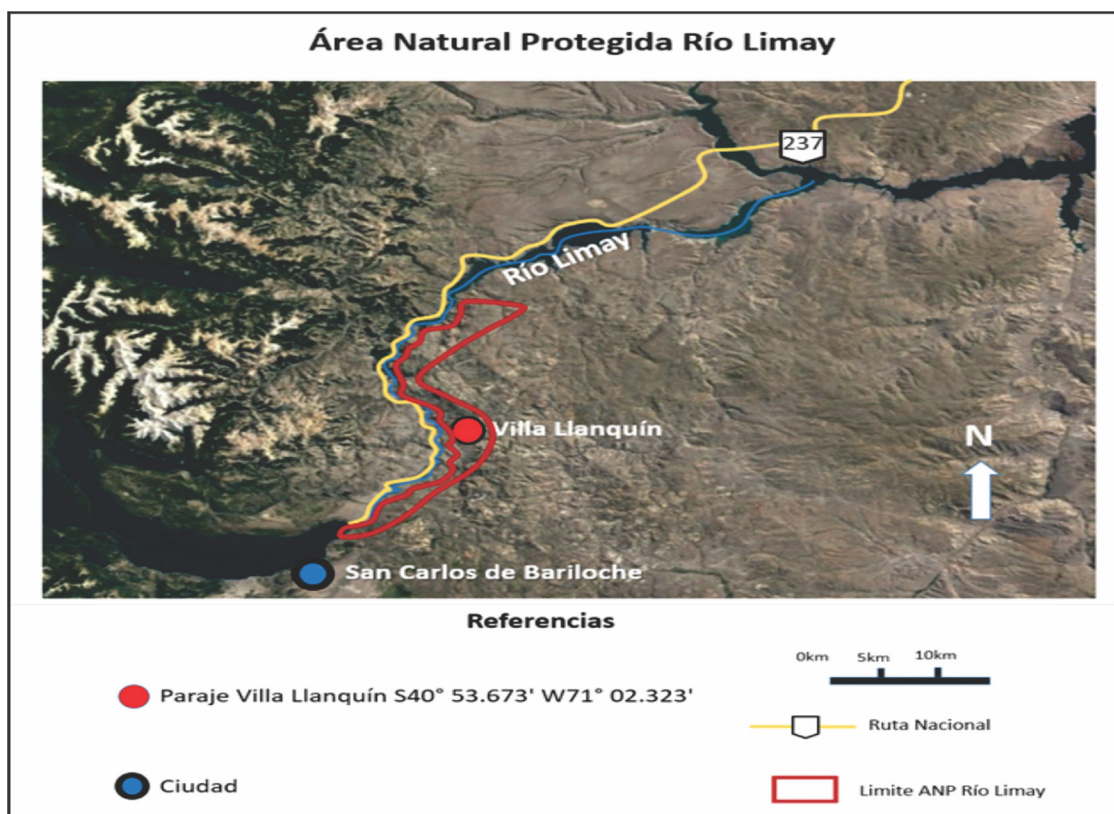 Área Natural Protegida Río Limay
237
Río Limay
Villa Llanquín
N
San Carlos de Bariloche
Referencias
0km 5km 10km
Paraje Villa Llanquín S40° 53.673' W71° 02.323'
Ruta Nacional
Ciudad
Limite ANP Río Limay